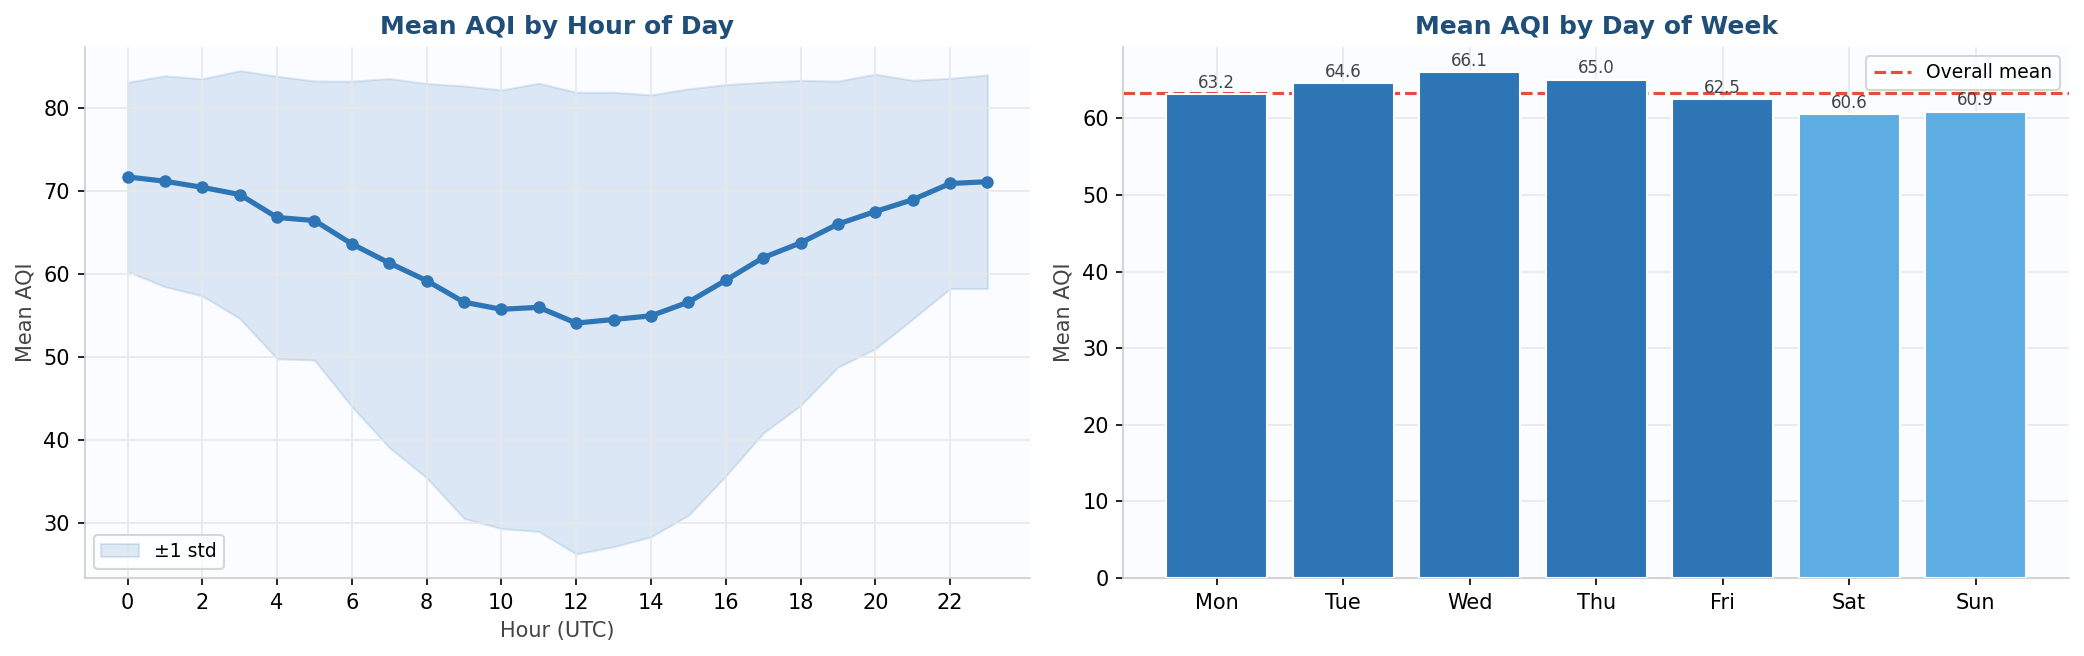 Mean AQI by Hour of Day
Mean AQI
80
70
60
50
40
30
±1 std
0 2 4 6 8 10 12 14 16 18 20 22
Hour (UTC)
Mean AQI by Day of Week
Mean AQI
Overall mean
60
50
40
30
20
10
0
63.2 64.6 66.1 65.0 62.5 60.6 60.9
Mon Tue Wed Thu Fri Sat Sun